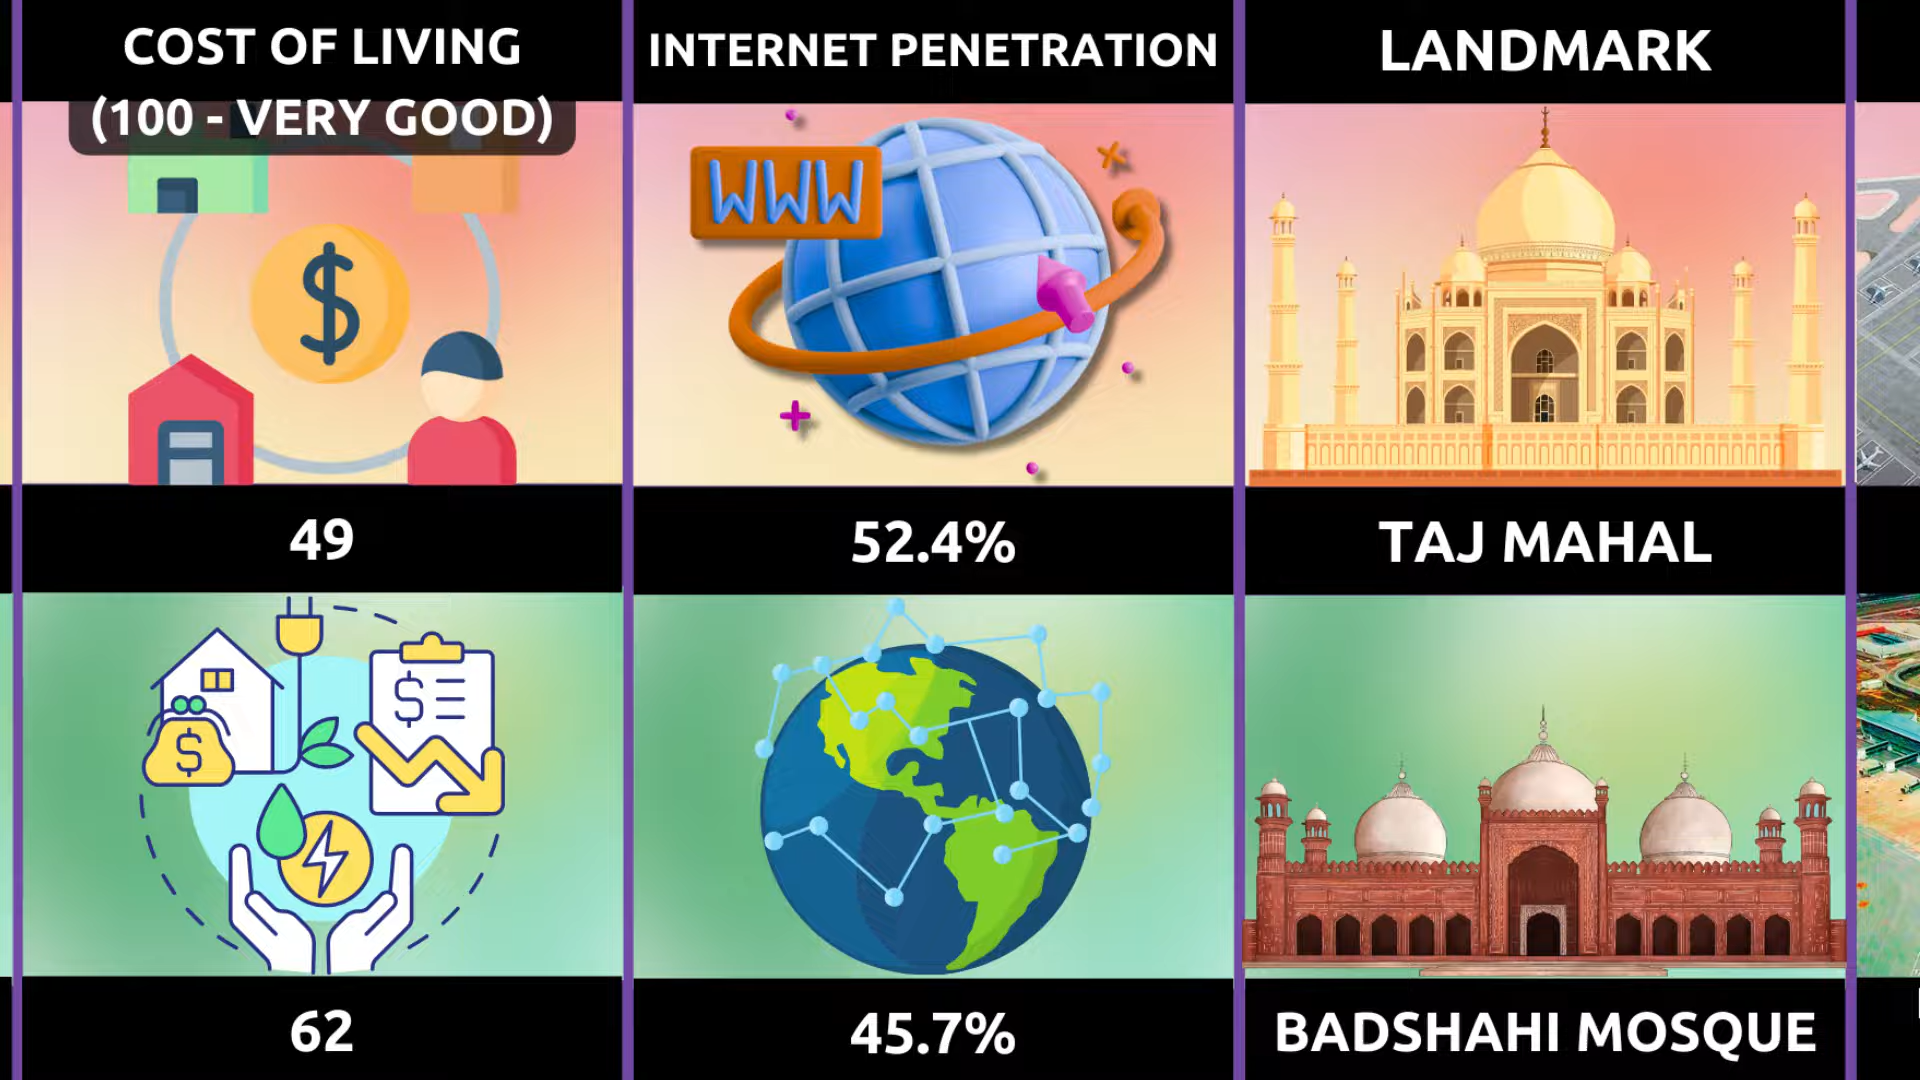 COST OF LIVING
(100 - VERY GOOD)
INTERNET PENETRATION
LANDMARK
WWW
$
49
52.4%
TAJ MAHAL
$
$
62
45.7%
BADSHAHI MOSQUE